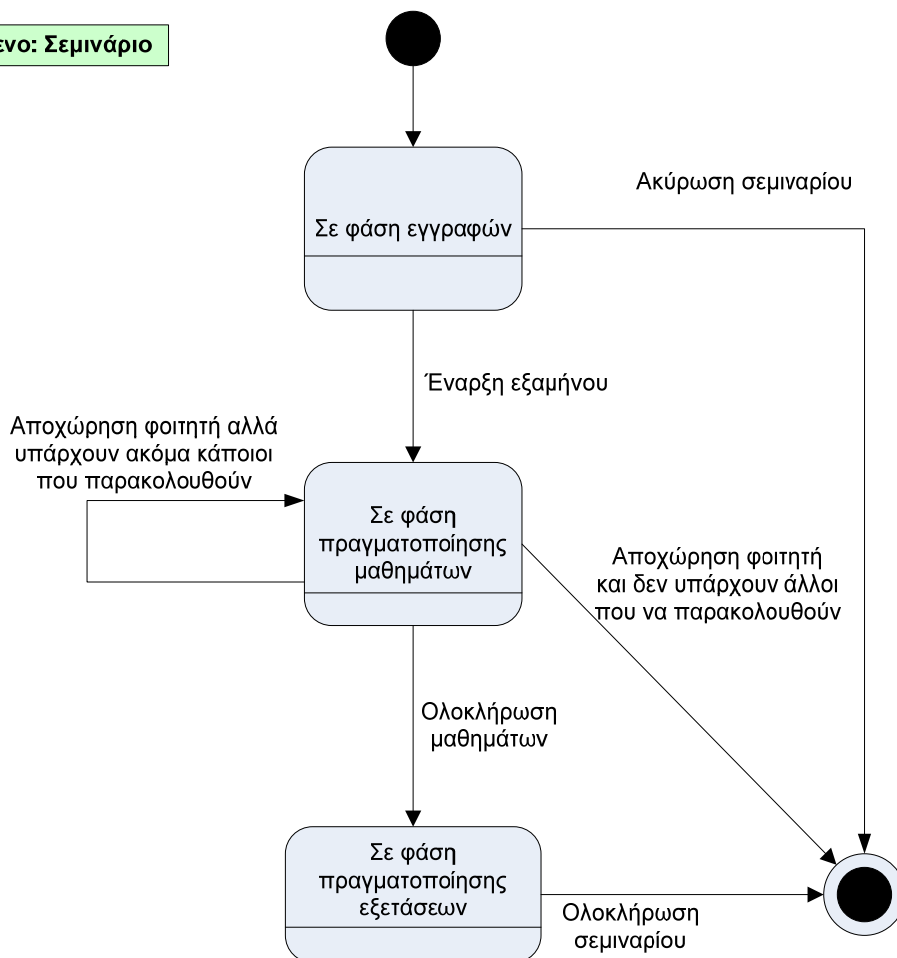 ενο: Σεμινάριο
Ακύρωση σεμιναρίου
Σε φάση εγγραφών
Έναρξη εξαμήνου
Αποχώρηση φοιτητή αλλά
υπάρχουν ακόμα κάποιοι
που παρακολουθούν
Σε φάση
πραγματοποίησης
μαθημάτων
Αποχώρηση φοιτητή
και δεν υπάρχουν άλλοι
που να παρακολουθούν
Ολοκλήρωση
μαθημάτων
Σε φάση
πραγματοποίησης
εξετάσεων
Ολοκλήρωση
σεμιναρίου